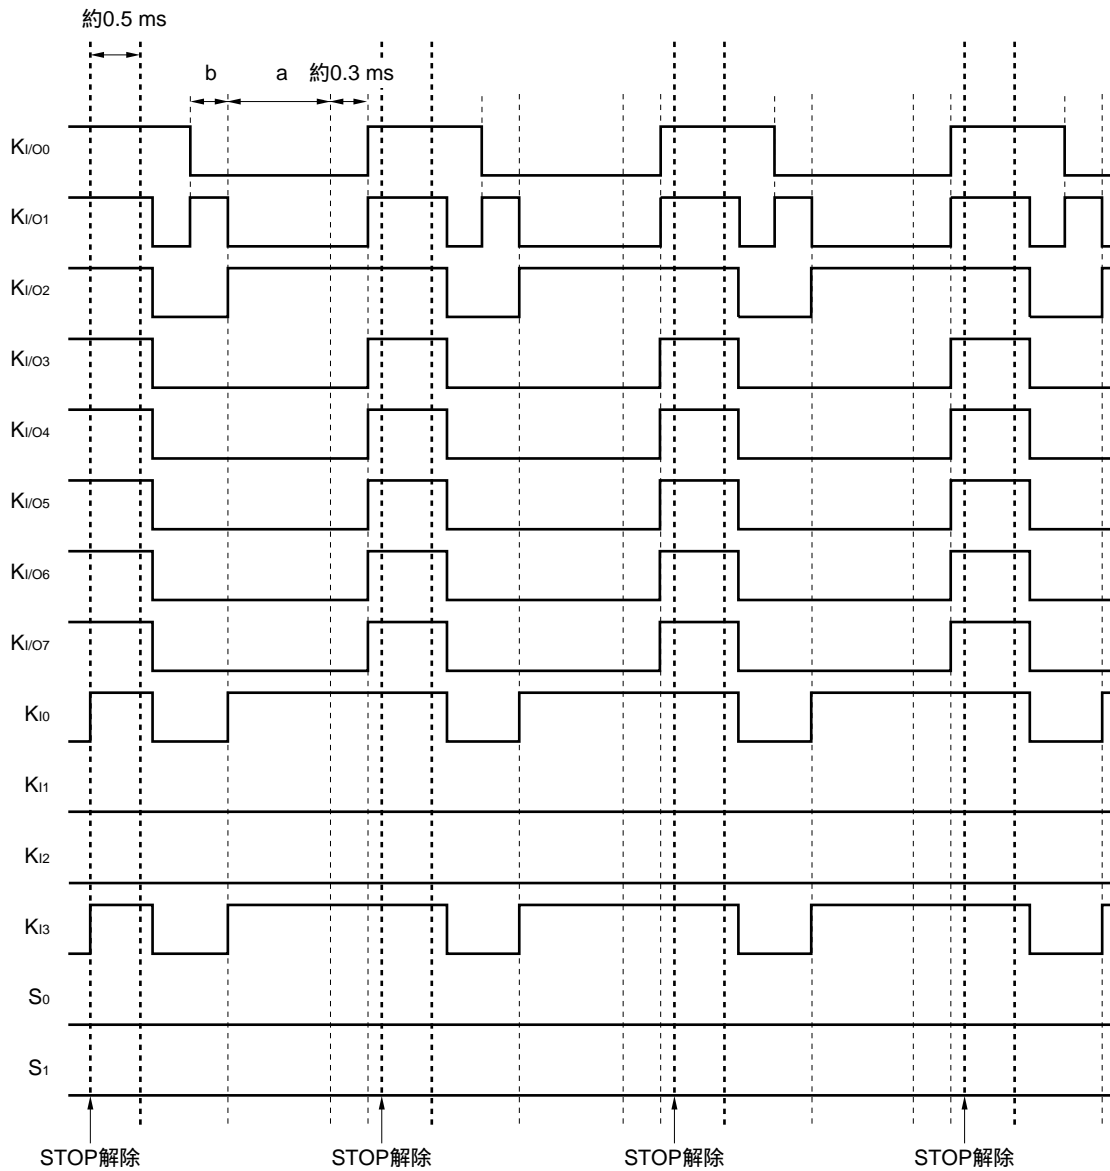 約0.5 ms
b a 約0.3 ms
KI/O0
KI/O1
KI/O2
KI/O3
KI/O4
KI/O5
KI/O6
KI/O7
KI0
KI1
KI2
KI3
S0
S1
STOP解除 STOP解除 STOP解除 STOP解除